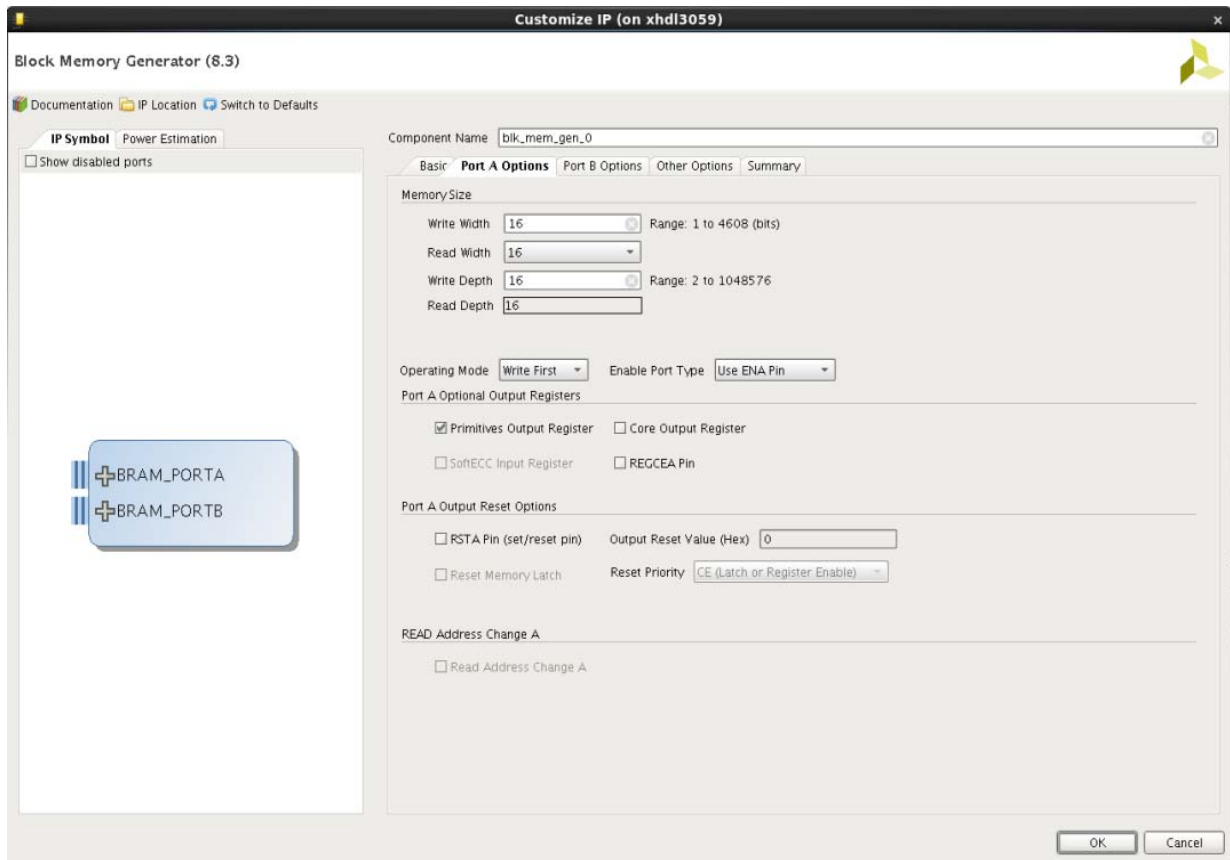 Customize IP (on xhdl3059)
Block Memory Generator (8.3)
Documentation IP Location Switch to Defaults
IP Symbol Power Estimation
Show disabled ports
BRAM_PORTA
BRAM_PORTB
Component Name blk_mem_gen_0
Basic Port A Options Port B Options Other Options Summary
Memory Size
Write Width 16 Range: 1 to 4608 (bits)
Read Width 16
Write Depth 16 Range: 2 to 1048576
Read Depth 16
Operating Mode Write First Enable Port Type Use ENA Pin
Port A Optional Output Registers
Primitives Output Register Core Output Register
SoftECC Input Register REGCEA Pin
Port A Output Reset Options
RSTA Pin (set/reset pin) Output Reset Value (Hex) 0
Reset Memory Latch Reset Priority CE (Latch or Register Enable)
READ Address Change A
Read Address Change A
OK Cancel